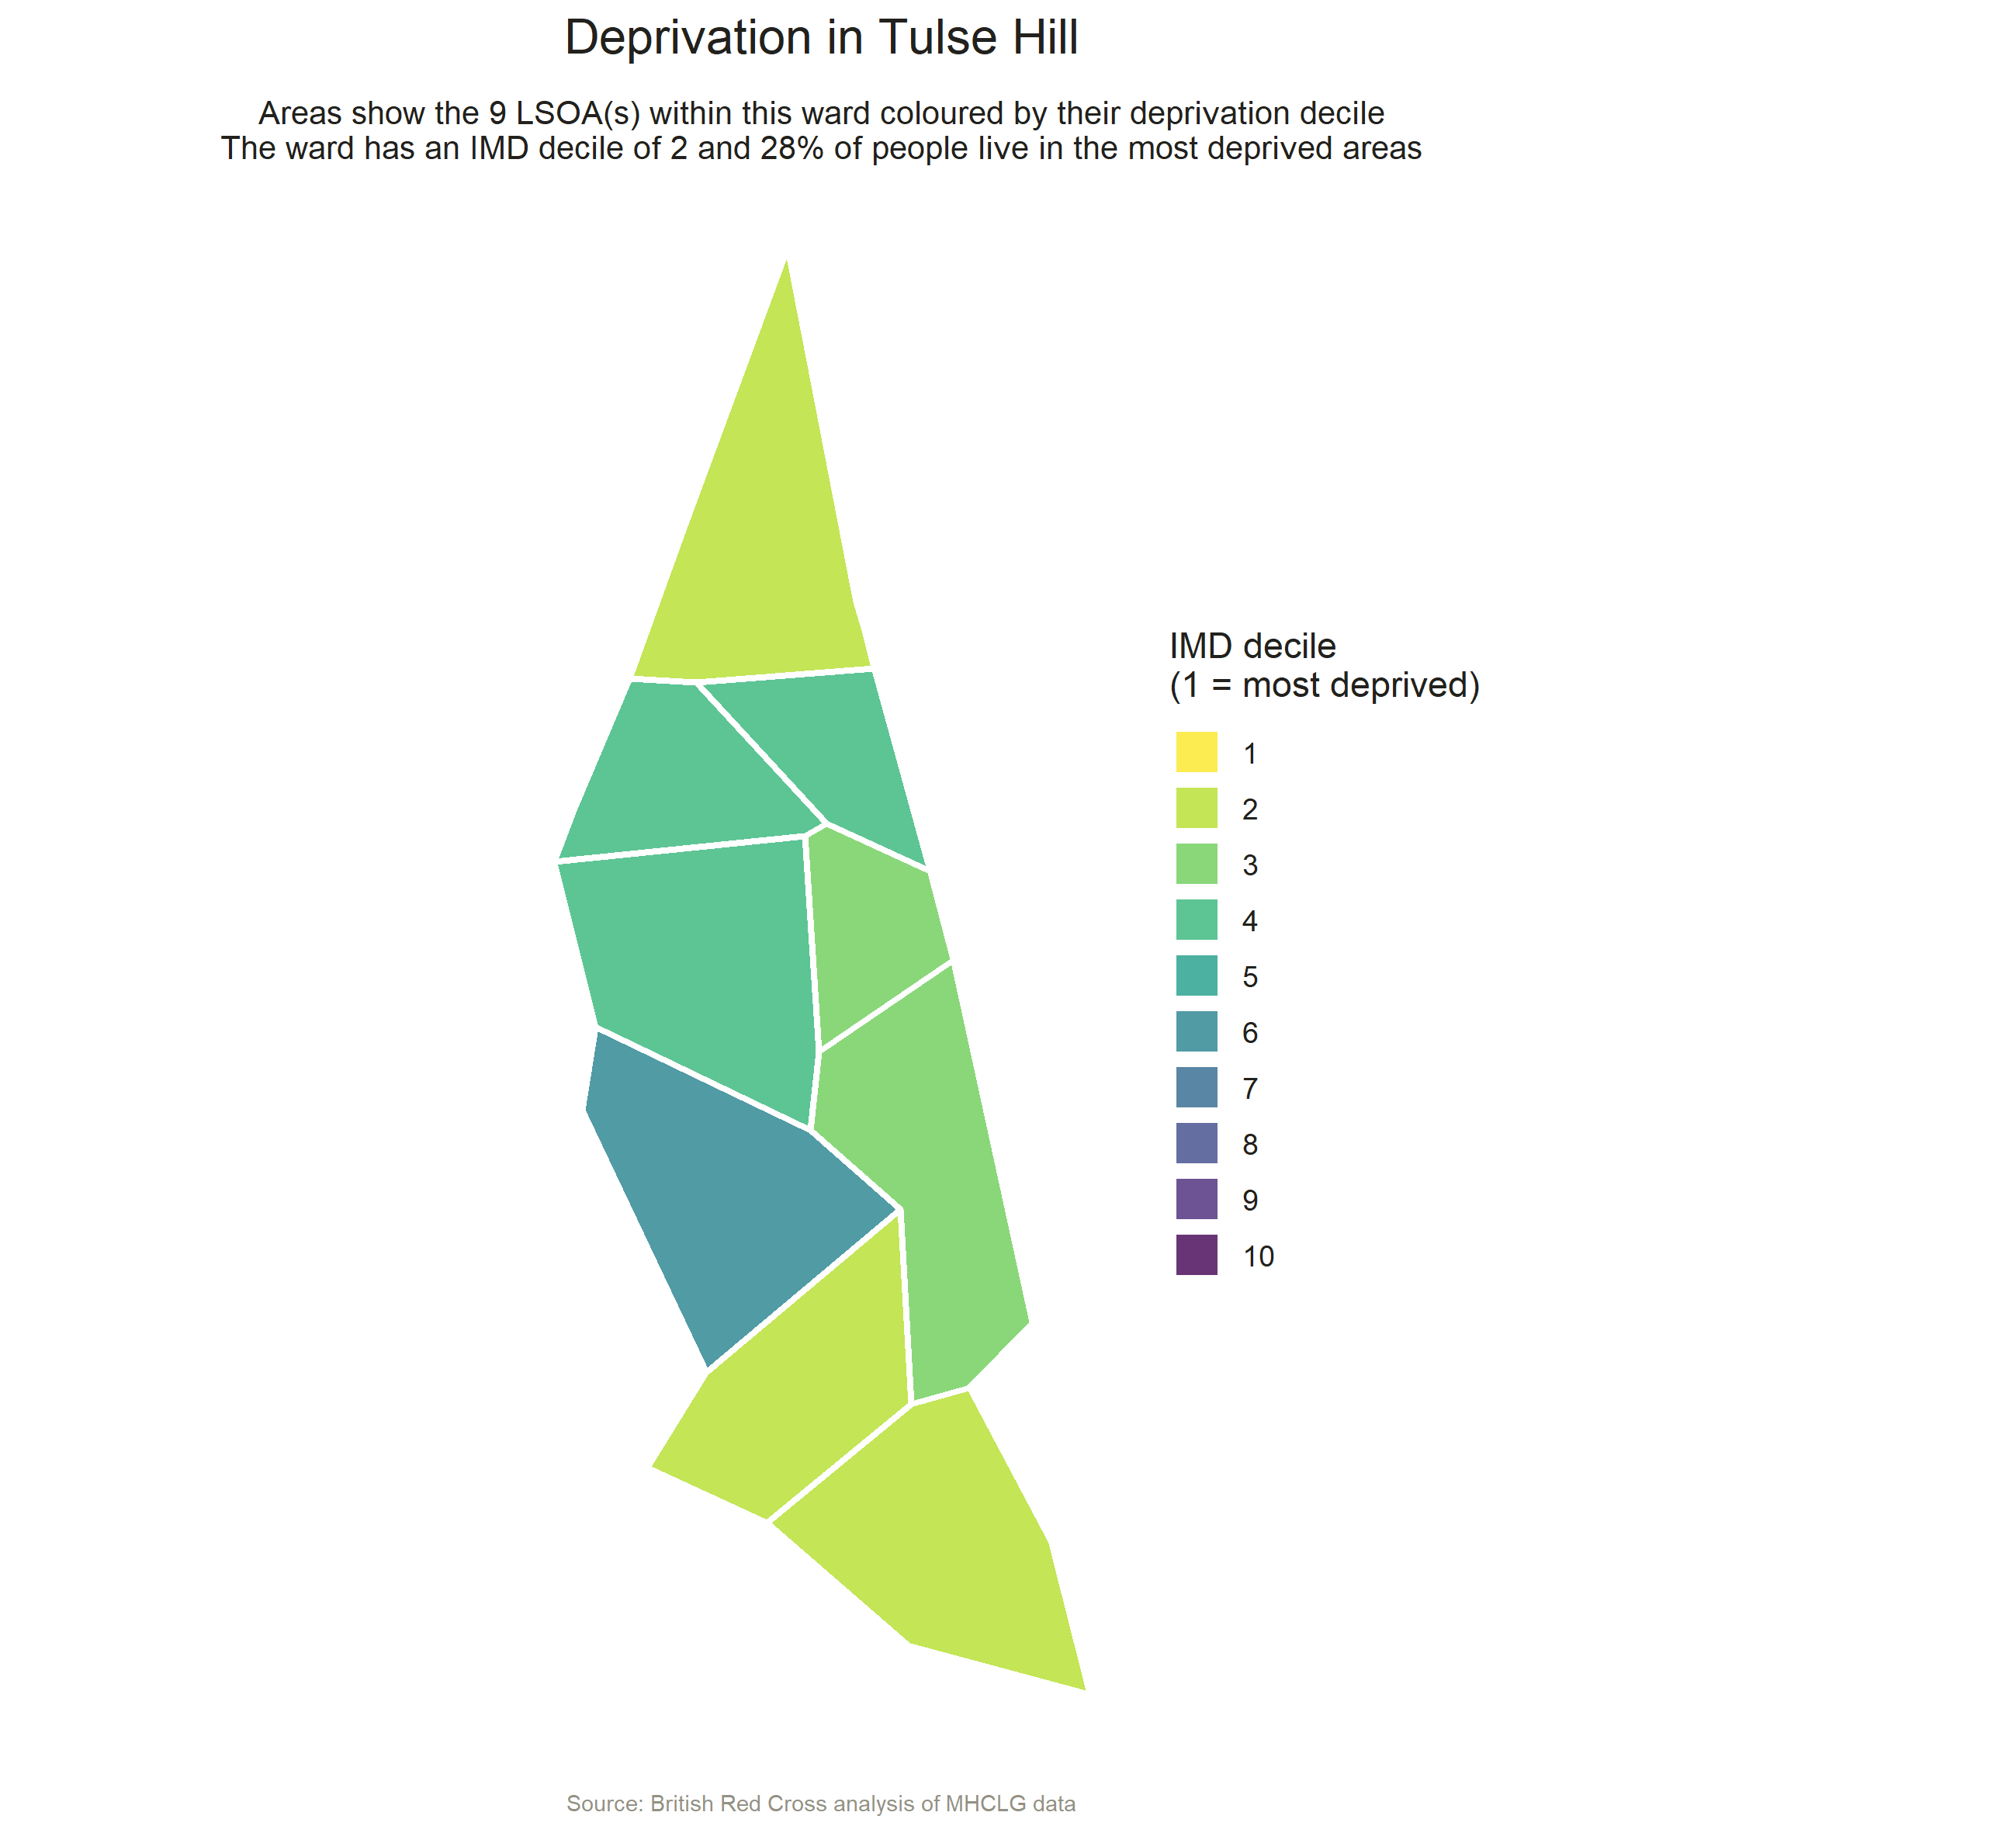 Deprivation in Tulse Hill
Areas show the 9 LSOA(s) within this ward coloured by their deprivation decile
The ward has an IMD decile of 2 and 28% of people live in the most deprived areas
IMD decile
(1 = most deprived)
1
2
3
4
5
6
7
8
9
10
Source: British Red Cross analysis of MHCLG data